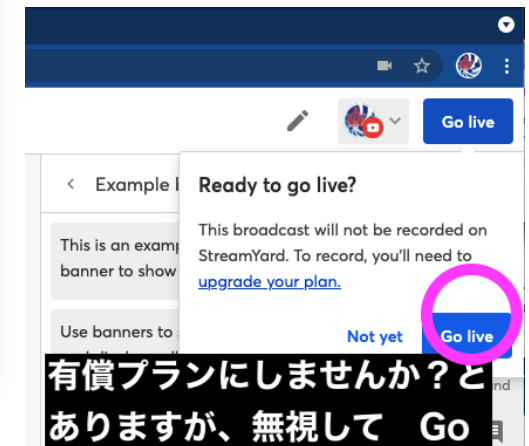 Go live
Example
Ready to go live?
This broadcast will not be recorded on
StreamYard. To record, you'll need to
upgrade your plan.
This is an
banner to show
Use banners to
Not yet
Go live
有償プランにしませんか？と
ありますが、無視して Go